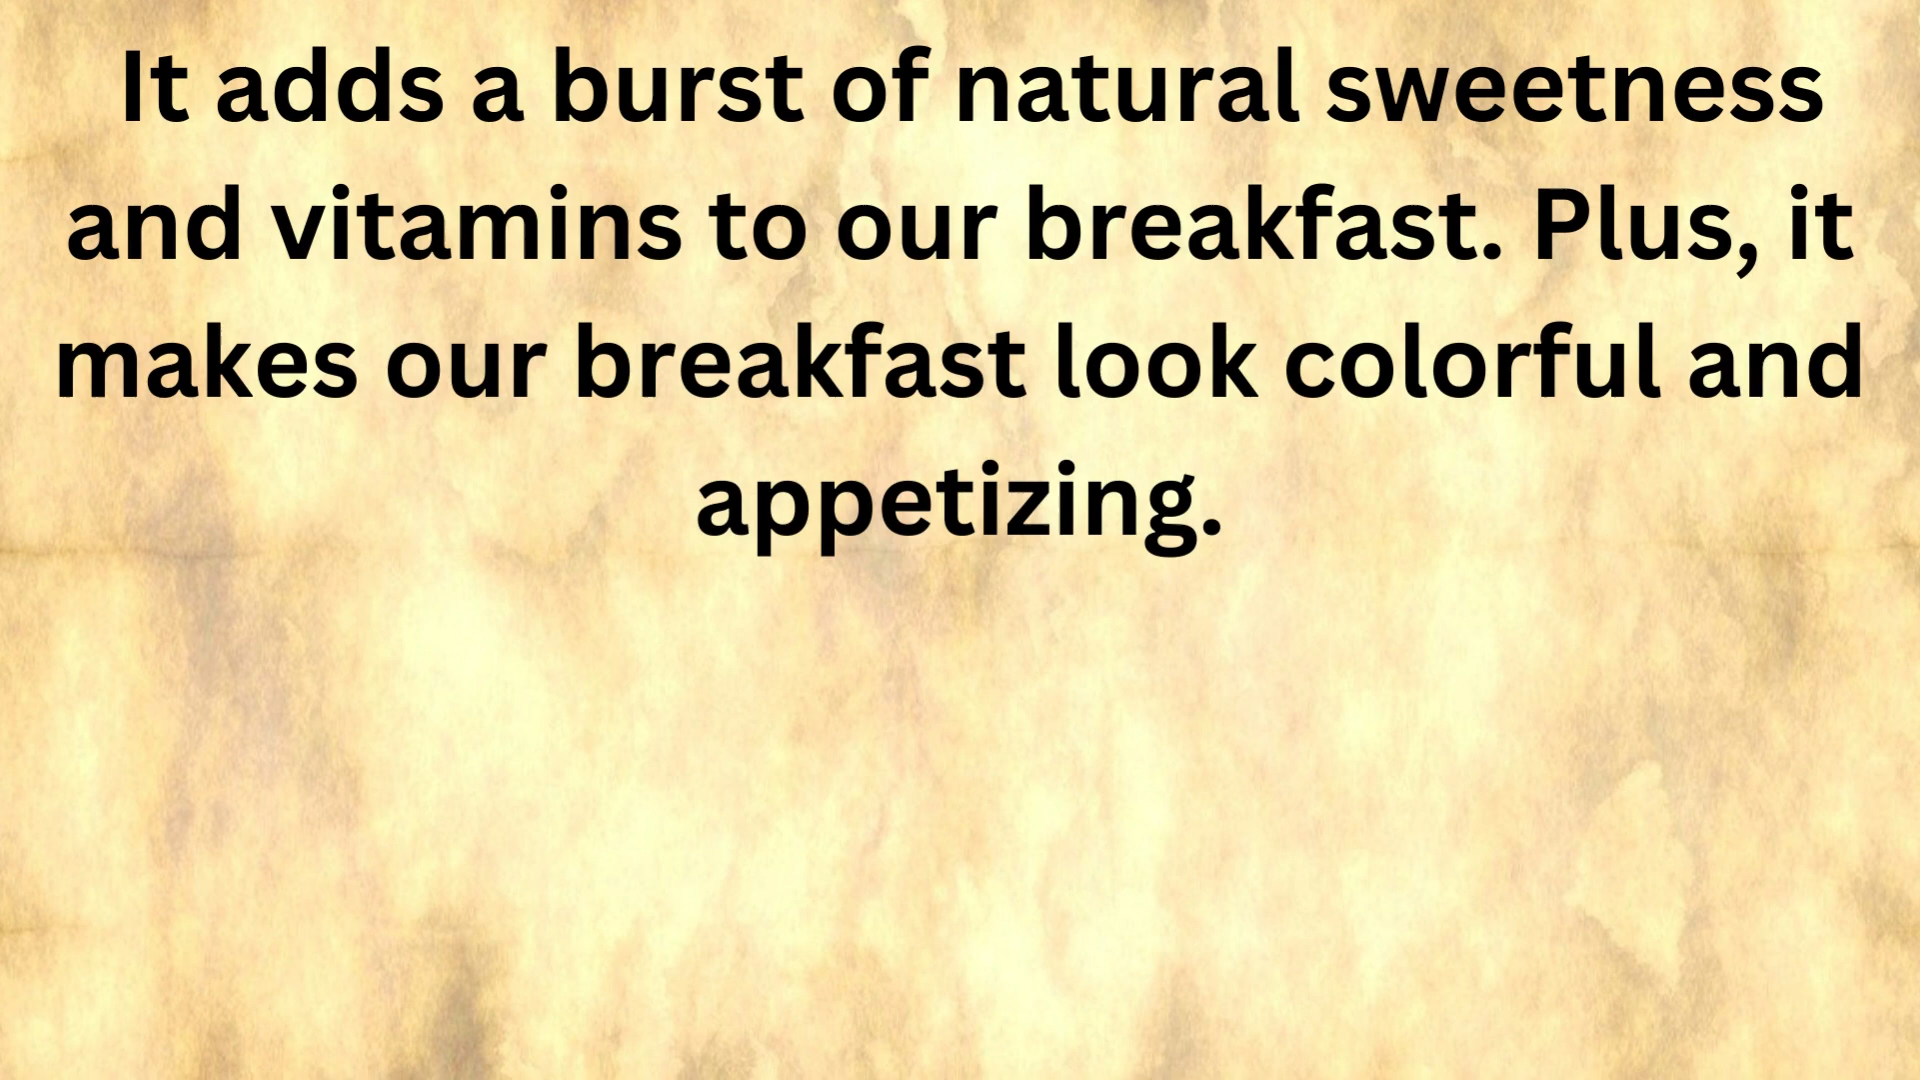 It adds a burst of natural sweetness
and vitamins to our breakfast. Plus, it
makes our breakfast look colorful and
appetizing.